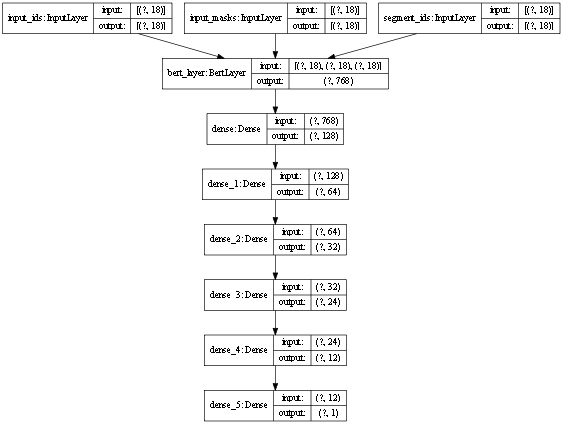 input_ids: InputLayer input: [(?, 18)] output: [(?, 18)]
input_masks: InputLayer input: [(?, 18)] output: [(?, 18)]
segment_ids: InputLayer input: [(?, 18)] output: [(?, 18)]
bert_layer: BertLayer input: [(?, 18), (?, 18), (?, 18)] output: (?, 768)
dense: Dense input: (?, 768) output: (?, 128)
dense_1: Dense input: (?, 128) output: (?, 64)
dense_2: Dense input: (?, 64) output: (?, 32)
dense_3: Dense input: (?, 32) output: (?, 24)
dense_4: Dense input: (?, 24) output: (?, 12)
dense_5: Dense input: (?, 12) output: (?, 1)